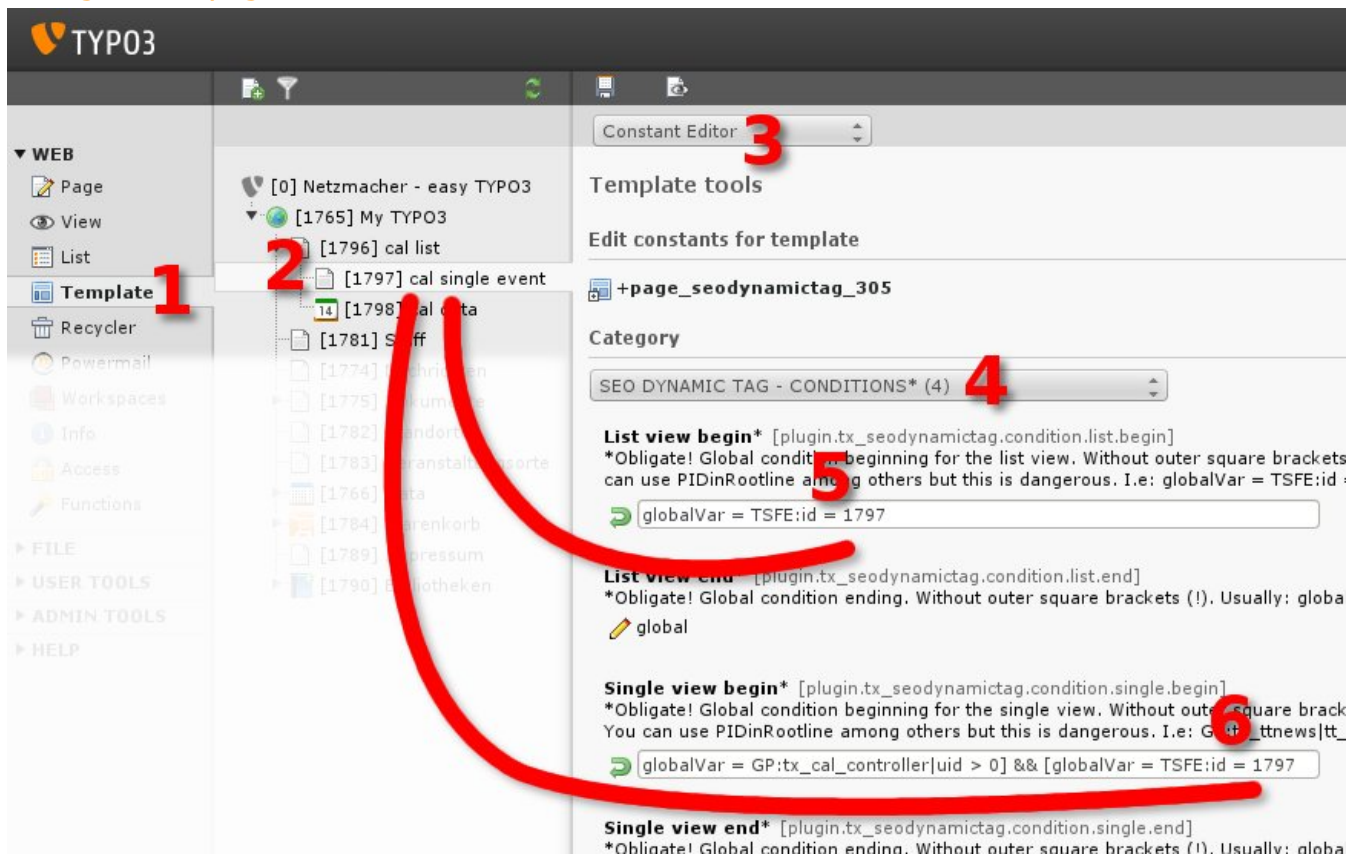 TYPO3
Constant Editor
3
▼ WEB
Page
View
List
Template
1
Recycler
Powermail
Workspaces
Info
Access
Functions
▶ FILE
▶ USER TOOLS
▶ ADMIN TOOLS
▶ HELP
[0] Netzmacher - easy TYPO3
[1765] My TYPO3
2
[1796] cal list
[1797] cal single event
14
[1798]
[1781]
[1774]
[1775]
[1782]
[1783]
[1766]
[1784]
[1789]
[1790]
Template tools
Edit constants for template
+page_seodynamictag_305
Category
SEO DYNAMIC TAG - CONDITIONS* (4)
4
List view begin* [plugin.tx_seodynamictag.condition.list.begin]
*Obligate! Global beginning for the list view. Without outer square brackets
can use PIDinRootline among others but this is dangerous. I.e: globalVar = TSFE:id =
5
globalVar = TSFE:id = 1797
List view end* [plugin.tx_seodynamictag.condition.list.end]
*Obligate! Global condition ending. Without outer square brackets (!). Usually: globa
global
Single view begin* [plugin.tx_seodynamictag.condition.single.begin]
*Obligate! Global condition beginning for the single view. Without square brack
You can use PIDinRootline among others but this is dangerous. I.e:
6
globalVar = GP:tx_cal_controller|uid > 0] && [globalVar = TSFE:id = 1797
Single view end* [plugin.tx_seodynamictag.condition.single.end]
*Obligate! Global condition ending. Without outer square brackets (!). Usually: globa